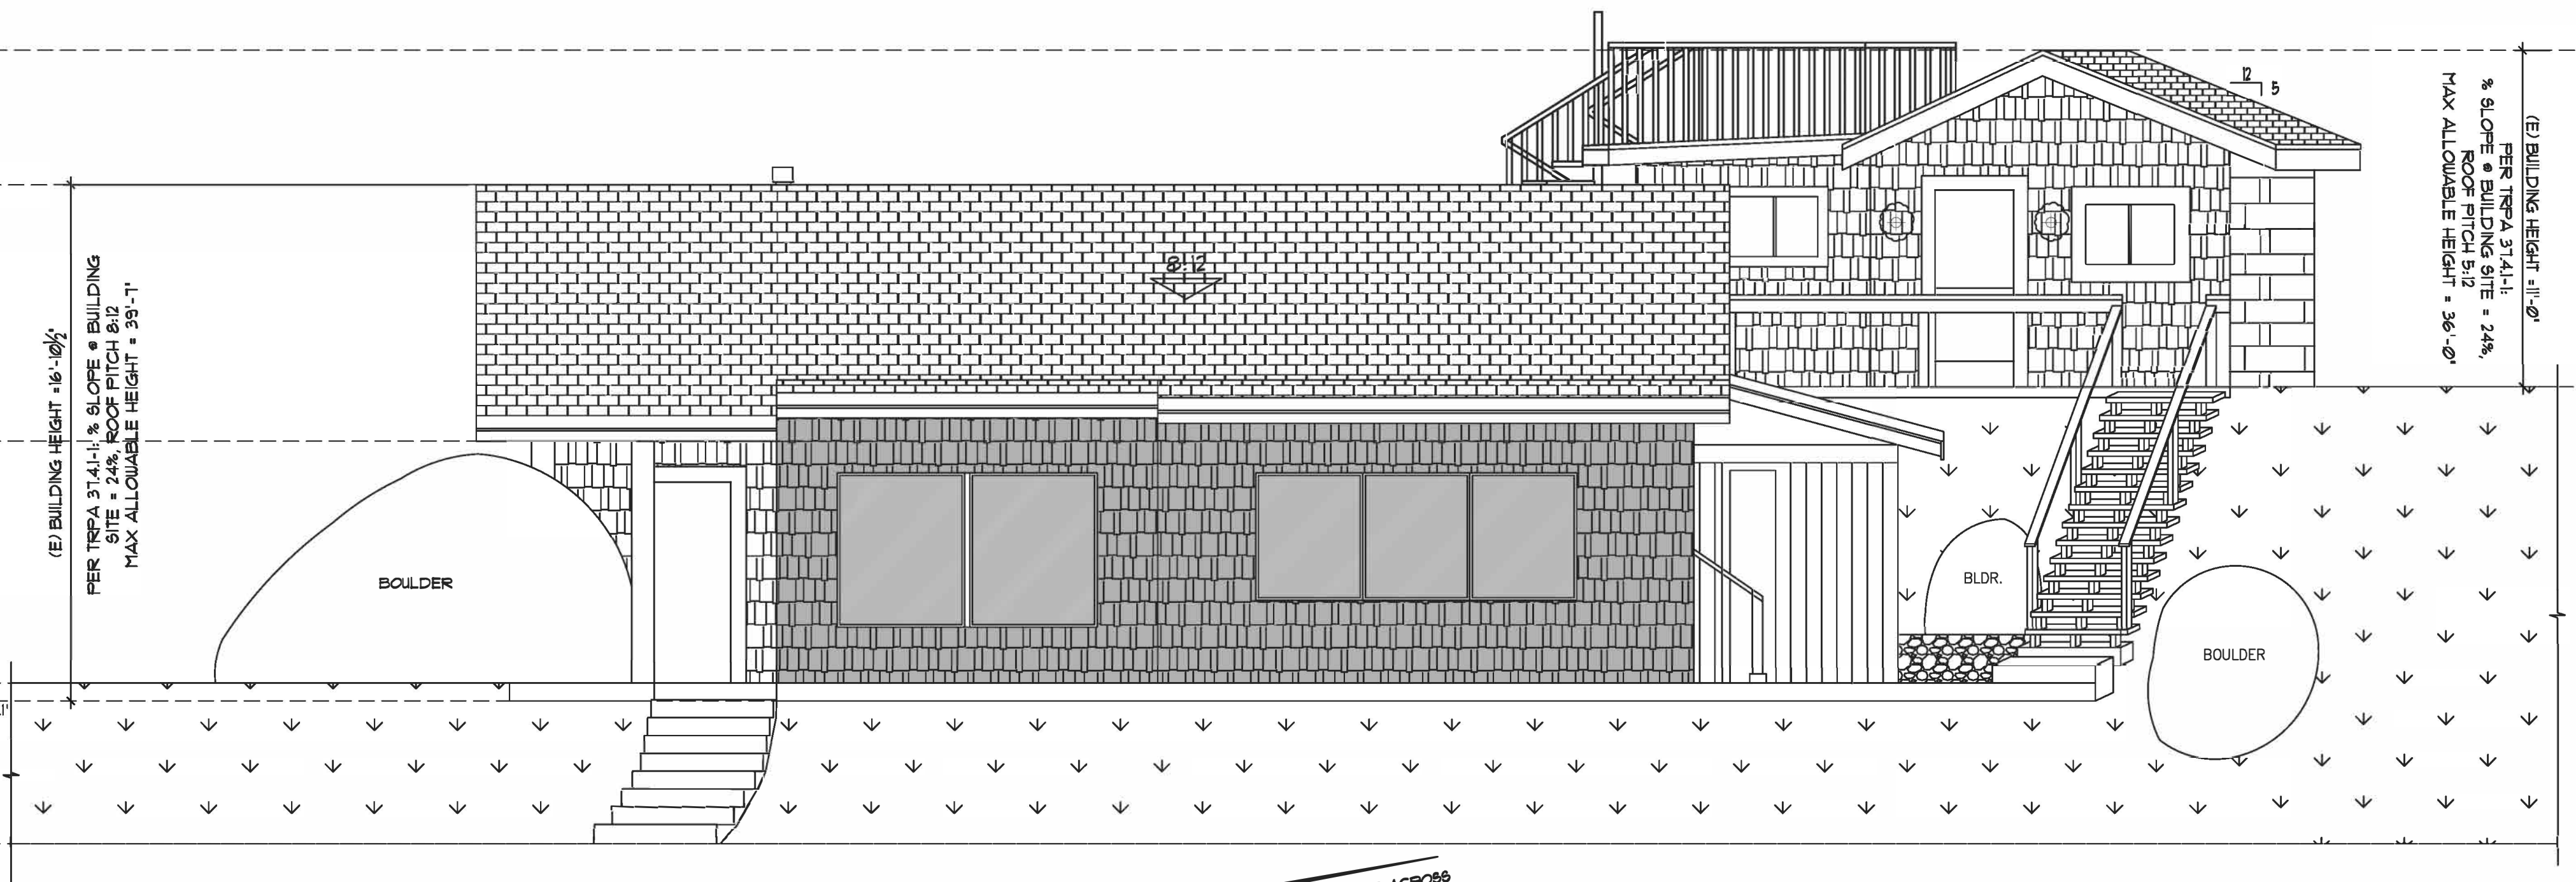 (E) BUILDING HEIGHT = 16'-10½"
PER TRPA 37.4.1-1: % SLOPE @ BUILDING
SITE = 24%, ROOF PITCH 8:12
MAX ALLOWABLE HEIGHT = 39'-7"
BOULDER
8:12
12
5
(E) BUILDING HEIGHT = 11'-0"
PER TRPA 37.4.1-1:
% SLOPE @ BUILDING SITE = 24%,
ROOF PITCH 5:12
MAX ALLOWABLE HEIGHT = 36'-0"
BLDR.
BOULDER